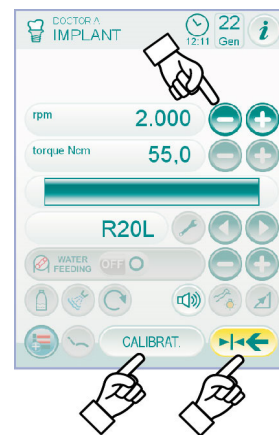 DOCTOR A
IMPLANT
12:11
22
Gen
i
rpm
2.000
torque Ncm
55,0
R20L
WATER
FEEDING
OFF
CALIBRAT.